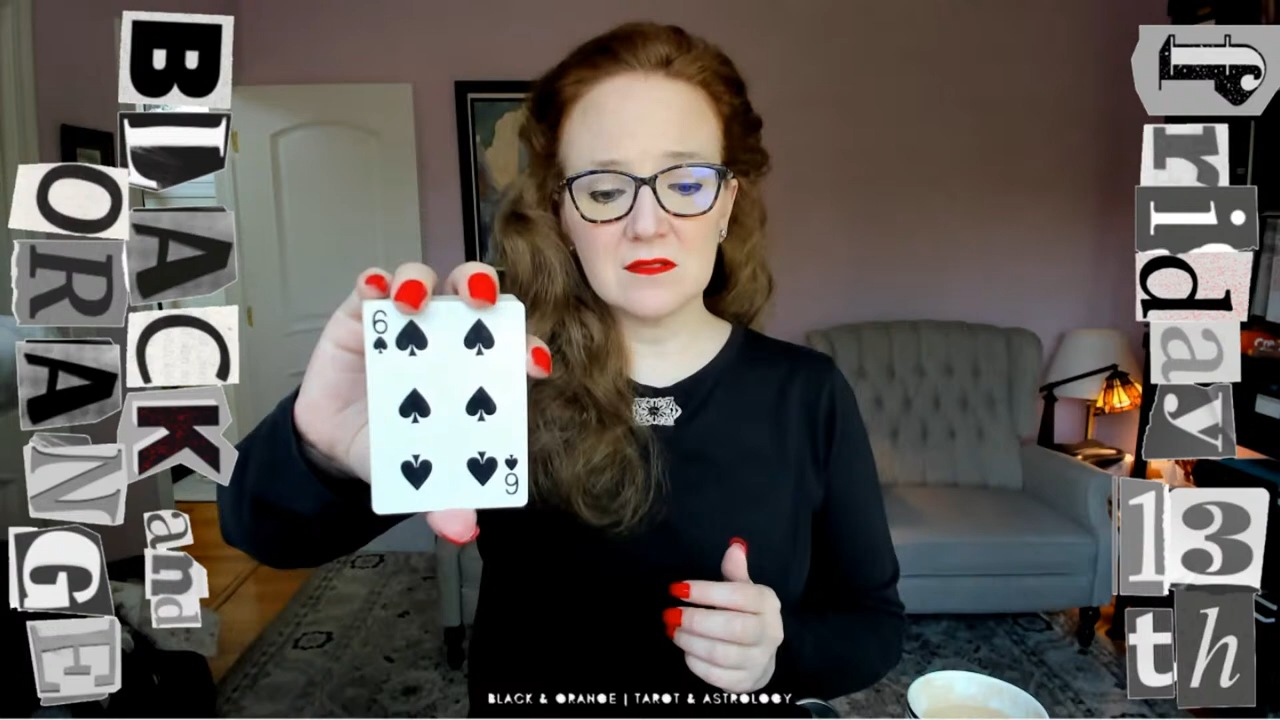 BLACK and
ORANGE
friday
13th
6
6
BLACK & ORANGE | TAROT & ASTROLOGY